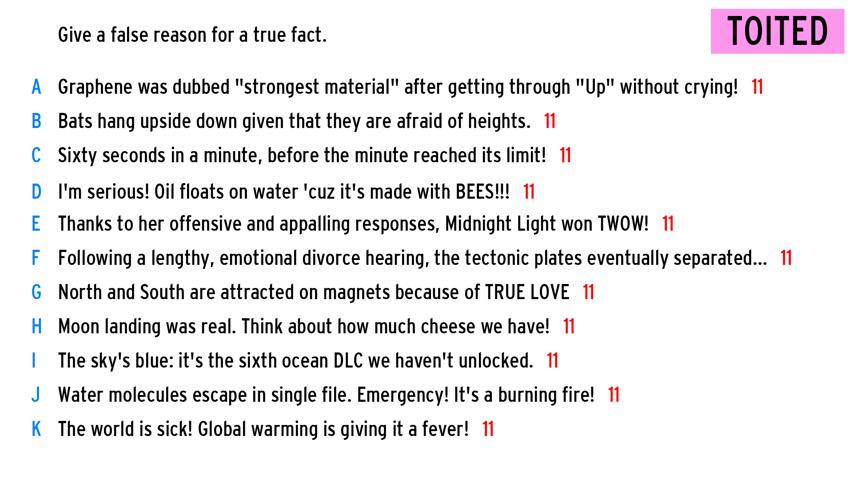 Give a false reason for a true fact.
TOITED
A Graphene was dubbed "strongest material" after getting through "Up" without crying! 11
B Bats hang upside down given that they are afraid of heights. 11
C Sixty seconds in a minute, before the minute reached its limit! 11
D I'm serious! Oil floats on water 'cuz it's made with BEES!!! 11
E Thanks to her offensive and appalling responses, Midnight Light won TWOW! 11
F Following a lengthy, emotional divorce hearing, the tectonic plates eventually separated... 11
G North and South are attracted on magnets because of TRUE LOVE 11
H Moon landing was real. Think about how much cheese we have! 11
I The sky's blue: it's the sixth ocean DLC we haven't unlocked. 11
J Water molecules escape in single file. Emergency! It's a burning fire! 11
K The world is sick! Global warming is giving it a fever! 11